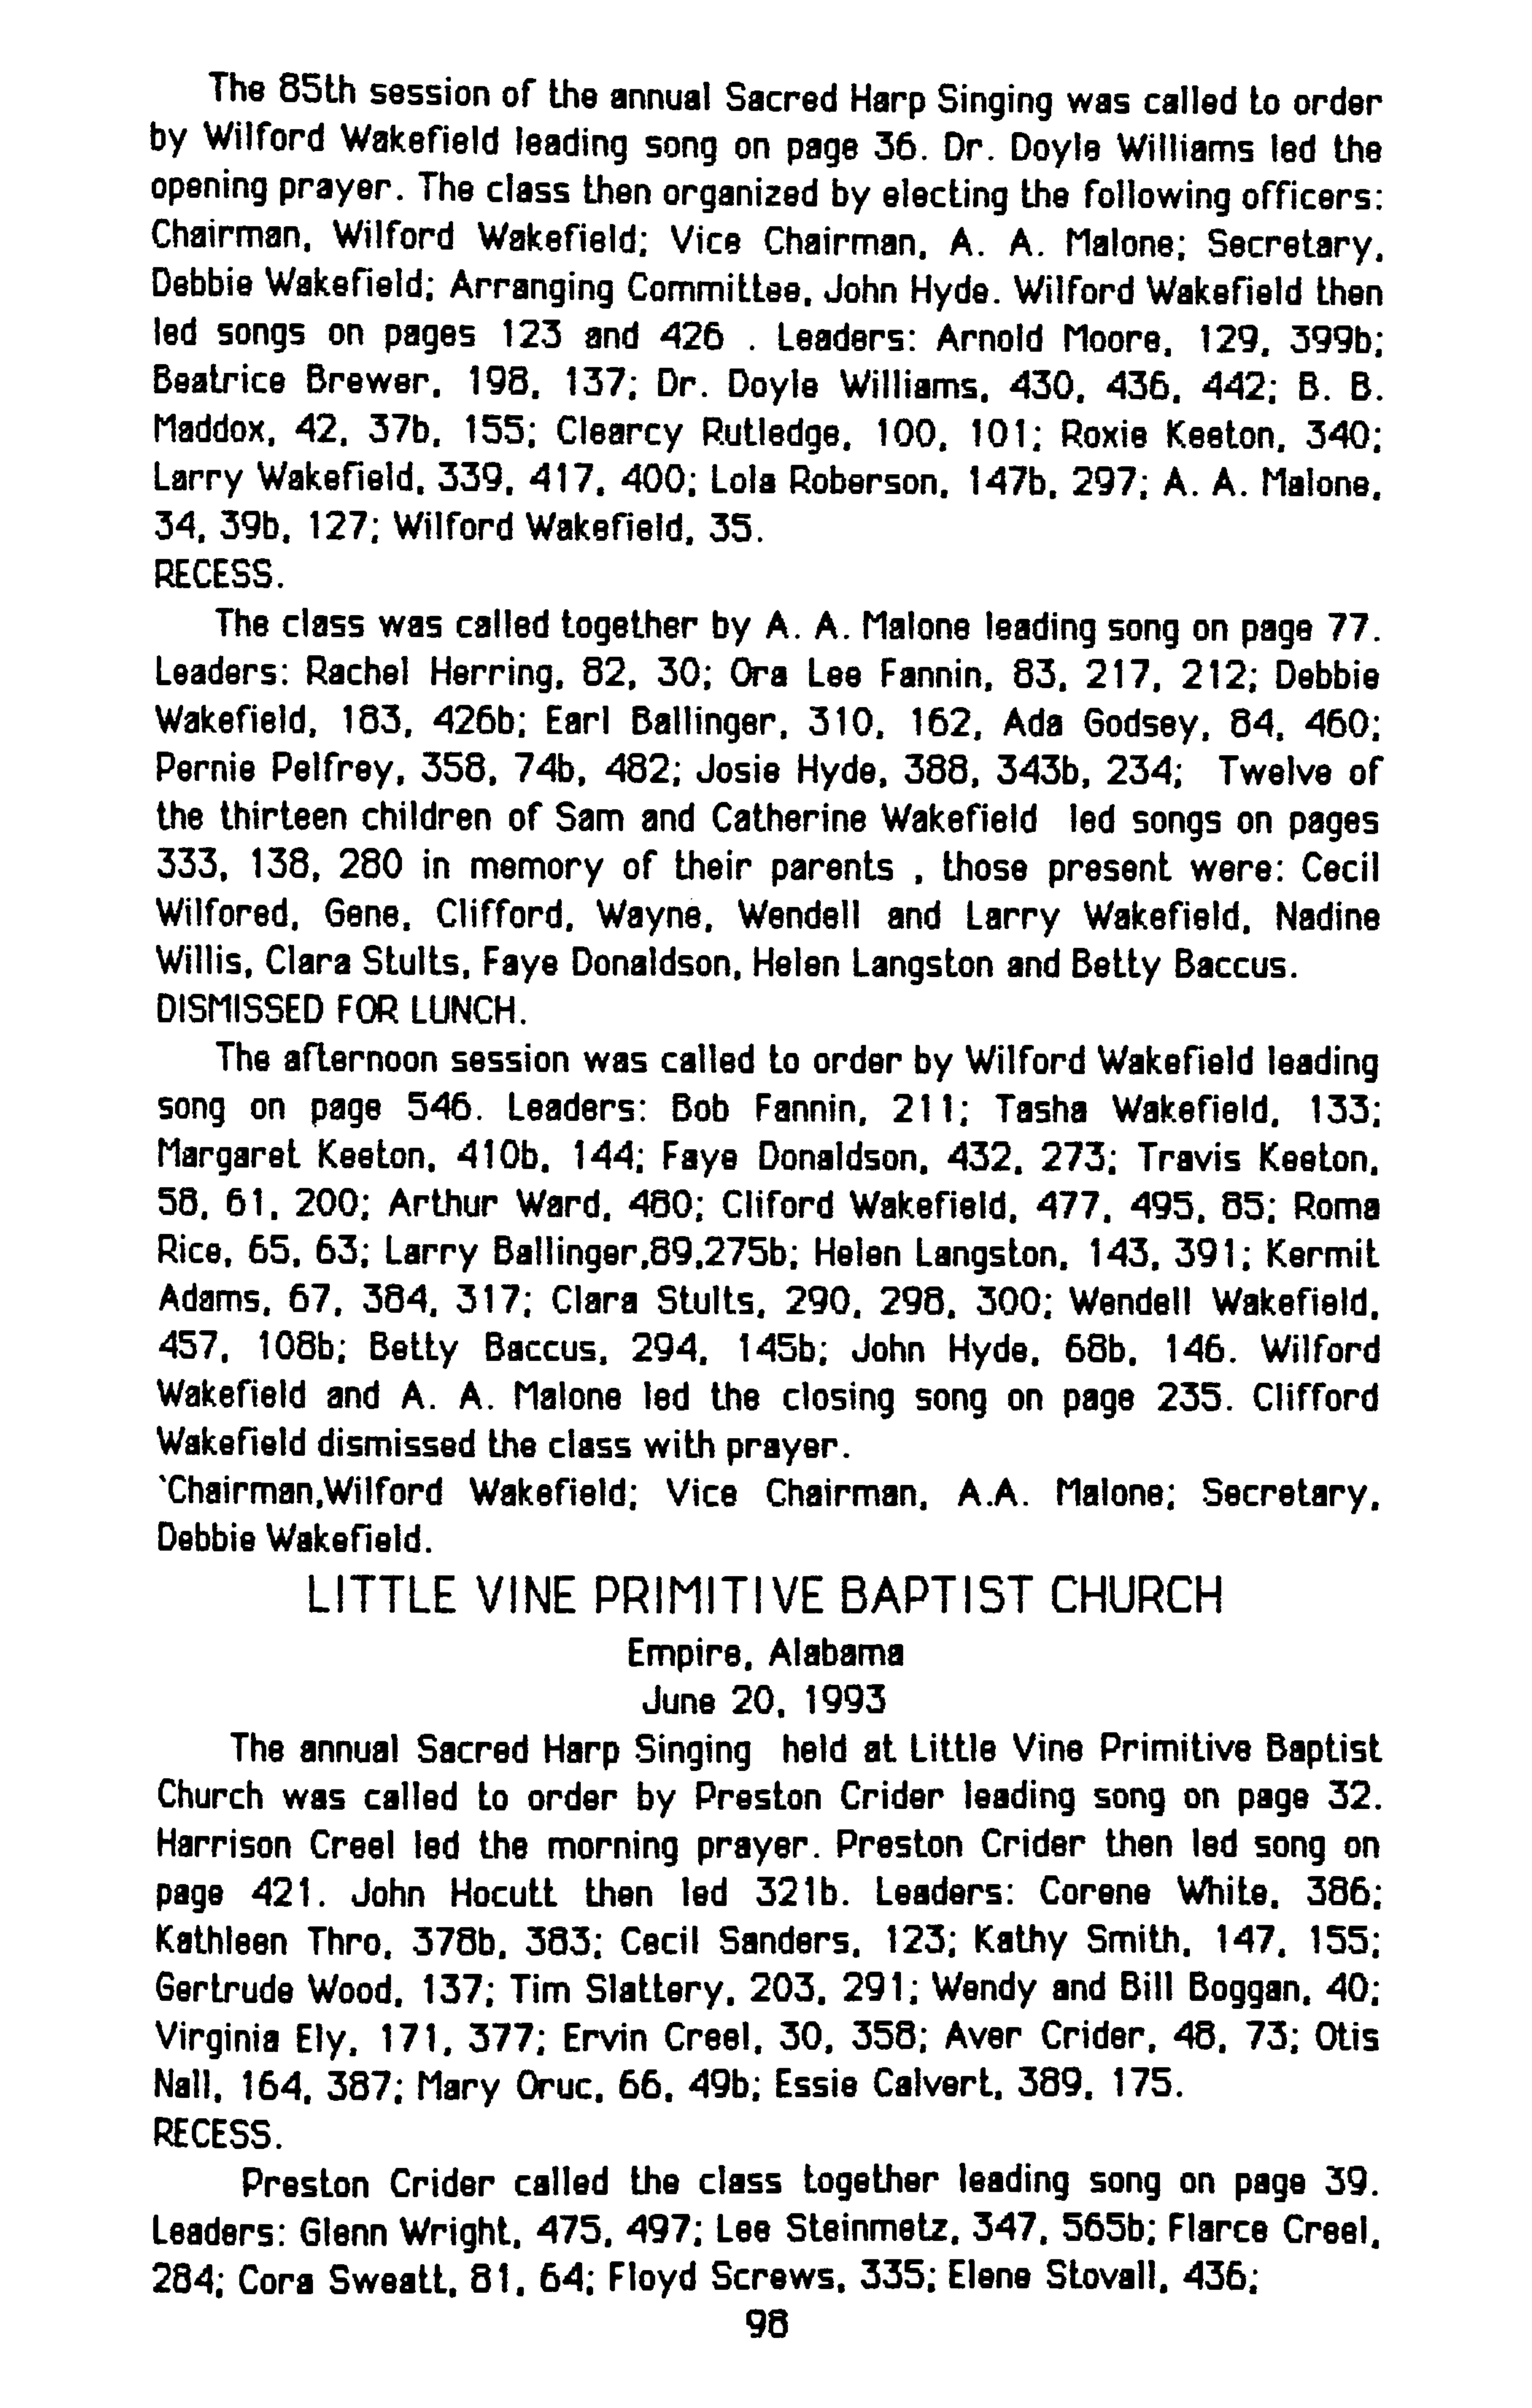 The 85th session of the annual Sacred Harp Singing was called to order
by Wilford Wakefield leading song on page 36. Dr. Doyle Williams led the
opening prayer. The class then organized by electing the following officers:
Chairman, Wilford Wakefield; Vice Chairman, A. A. Malone; Secretary,
Debbie Wakefield; Arranging Committee, John Hyde. Wilford Wakefield then
led songs on pages 123 and 426 . Leaders: Arnold Moore, 129, 399b;
Beatrice Brewer, 198, 137; Dr. Doyle Williams, 430, 436, 442; B. B.
Maddox, 42, 37b, 155; Clearcy Rutledge, 100, 101; Roxie Keeton, 340;
Larry Wakefield, 339, 417, 400; Lola Roberson, 147b, 297; A. A. Malone,
34, 39b, 127; Wilford Wakefield, 35.
RECESS.
The class was called together by A. A. Malone leading song on page 77.
Leaders: Rachel Herring, 82, 30; Ora Lee Fannin, 83, 217, 212; Debbie
Wakefield, 183, 426b; Earl Ballinger, 310, 162, Ada Godsey, 84, 460;
Pernie Pelfrey, 358, 74b, 482; Josie Hyde, 388, 343b, 234; Twelve of
the thirteen children of Sam and Catherine Wakefield led songs on pages
333, 138, 280 in memory of their parents , those present were: Cecil
Wilfored, Gene, Clifford, Wayne, Wendell and Larry Wakefield, Nadine
Willis, Clara Stults, Faye Donaldson, Helen Langston and Betty Baccus.
DISMISSED FOR LUNCH.
The afternoon session was called to order by Wilford Wakefield leading
song on page 546. Leaders: Bob Fannin, 211; Tasha Wakefield, 133;
Margaret Keeton, 410b, 144; Faye Donaldson, 432, 273; Travis Keeton,
58, 61, 200; Arthur Ward, 480; Cliford Wakefield, 477, 495, 85; Roma
Rice, 65, 63; Larry Ballinger,89,275b; Helen Langston, 143, 391; Kermit
Adams, 67, 384, 317; Clara Stults, 290, 298, 300; Wendell Wakefield,
457, 108b; Betty Baccus, 294, 145b; John Hyde, 68b, 146. Wilford
Wakefield and A. A. Malone led the closing song on page 235. Clifford
Wakefield dismissed the class with prayer.
`Chairman,Wilford Wakefield; Vice Chairman, A.A. Malone; Secretary,
Debbie Wakefield.
LITTLE VINE PRIMITIVE BAPTIST CHURCH
Empire, Alabama
June 20, 1993
The annual Sacred Harp Singing held at Little Vine Primitive Baptist
Church was called to order by Preston Crider leading song on page 32.
Harrison Creel led the morning prayer. Preston Crider then led song on
page 421. John Hocutt then led 321b. Leaders: Corene White, 386;
Kathleen Thro, 378b, 383; Cecil Sanders, 123; Kathy Smith, 147, 155;
Gertrude Wood, 137; Tim Slattery, 203, 291; Wendy and Bill Boggan, 40;
Virginia Ely, 171, 377; Ervin Creel, 30, 358; Aver Crider, 48, 73; Otis
Nall, 164, 387; Mary Oruc, 66, 49b; Essie Calvert, 389, 175.
RECESS.
Preston Crider called the class together leading song on page 39.
Leaders: Glenn Wright, 475, 497; Lee Steinmetz, 347, 565b; Flarce Creel,
284; Cora Sweatt, 81, 64; Floyd Screws, 335; Elene Stovall, 436;
98